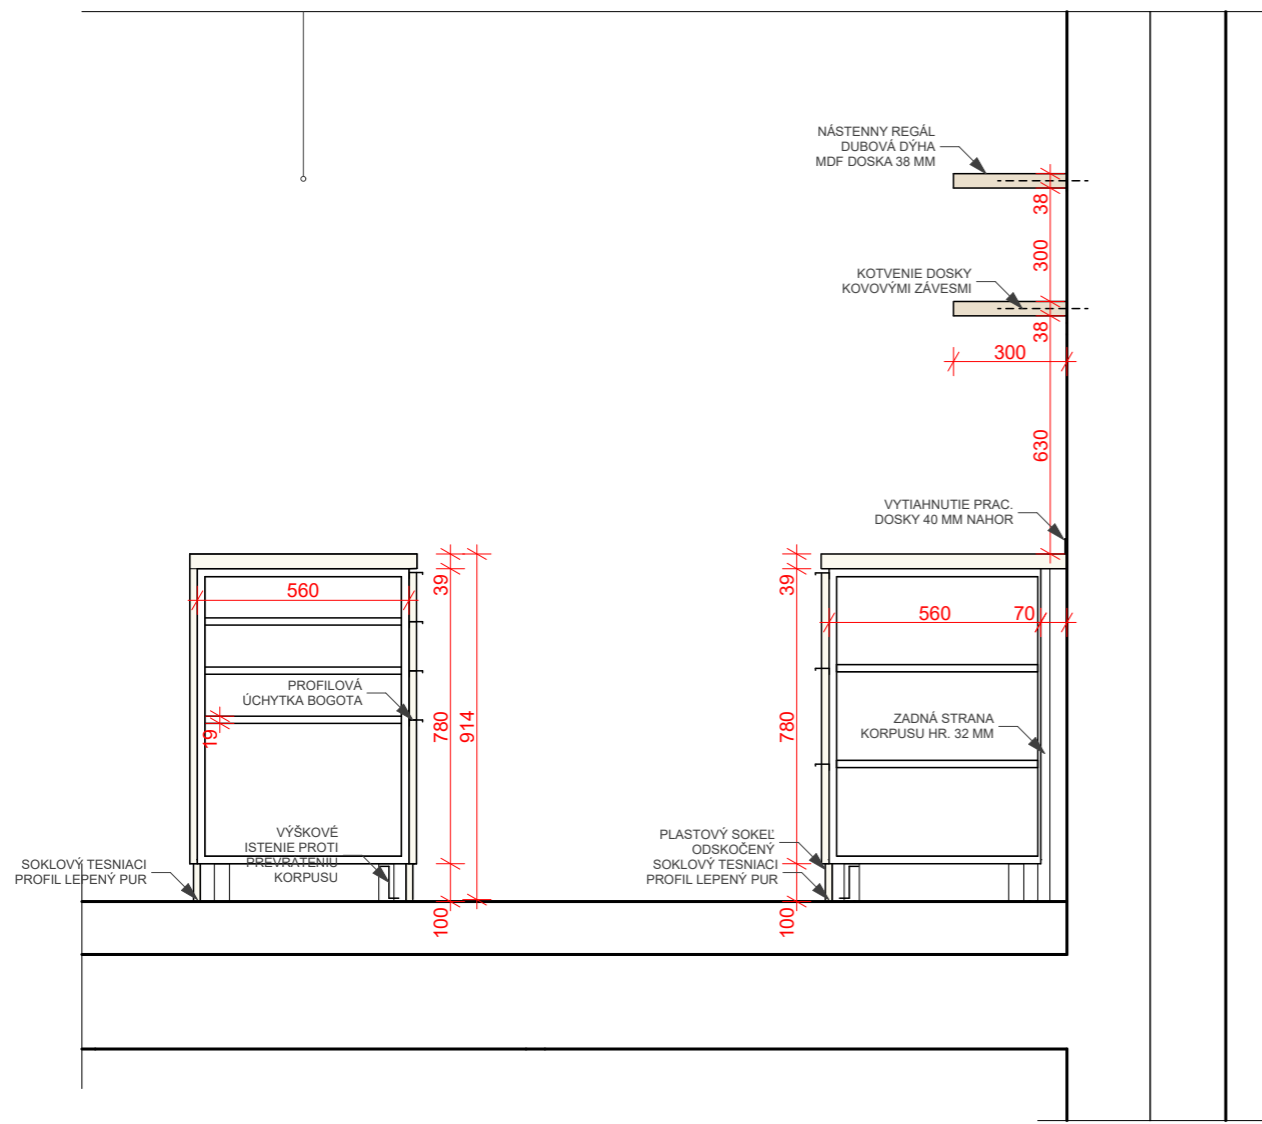 NÁSTENNY REGÁL
DUBOVÁ DÝHA
MDF DOSKA 38 MM
38
300
KOTVENIE DOSKY
KOVOVÝMI ZÁVESMI
38
300
630
VYTIAHNUTIE PRAC.
DOSKY 40 MM NAHOR
560
39
39
560
70
PROFILOVÁ
ÚCHYTKA BOGOTA
19
780
914
780
ZADNÁ STRANA
KORPUSU HR. 32 MM
VÝŠKOVÉ
ISTENIE PROTI
PREVRÁTENIU
KORPUSU
SOKLOVÝ TESNIACI
PROFIL LEPENÝ PUR
PLASTOVÝ SOKEĽ
ODSKOČENÝ
SOKLOVÝ TESNIACI
PROFIL LEPENÝ PUR
100
100